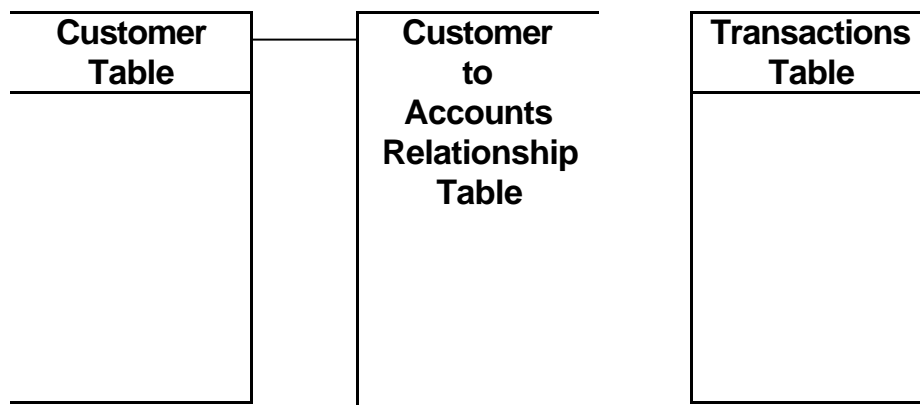 Customer
Table
Customer
to
Accounts
Relationship
Table
Transactions
Table